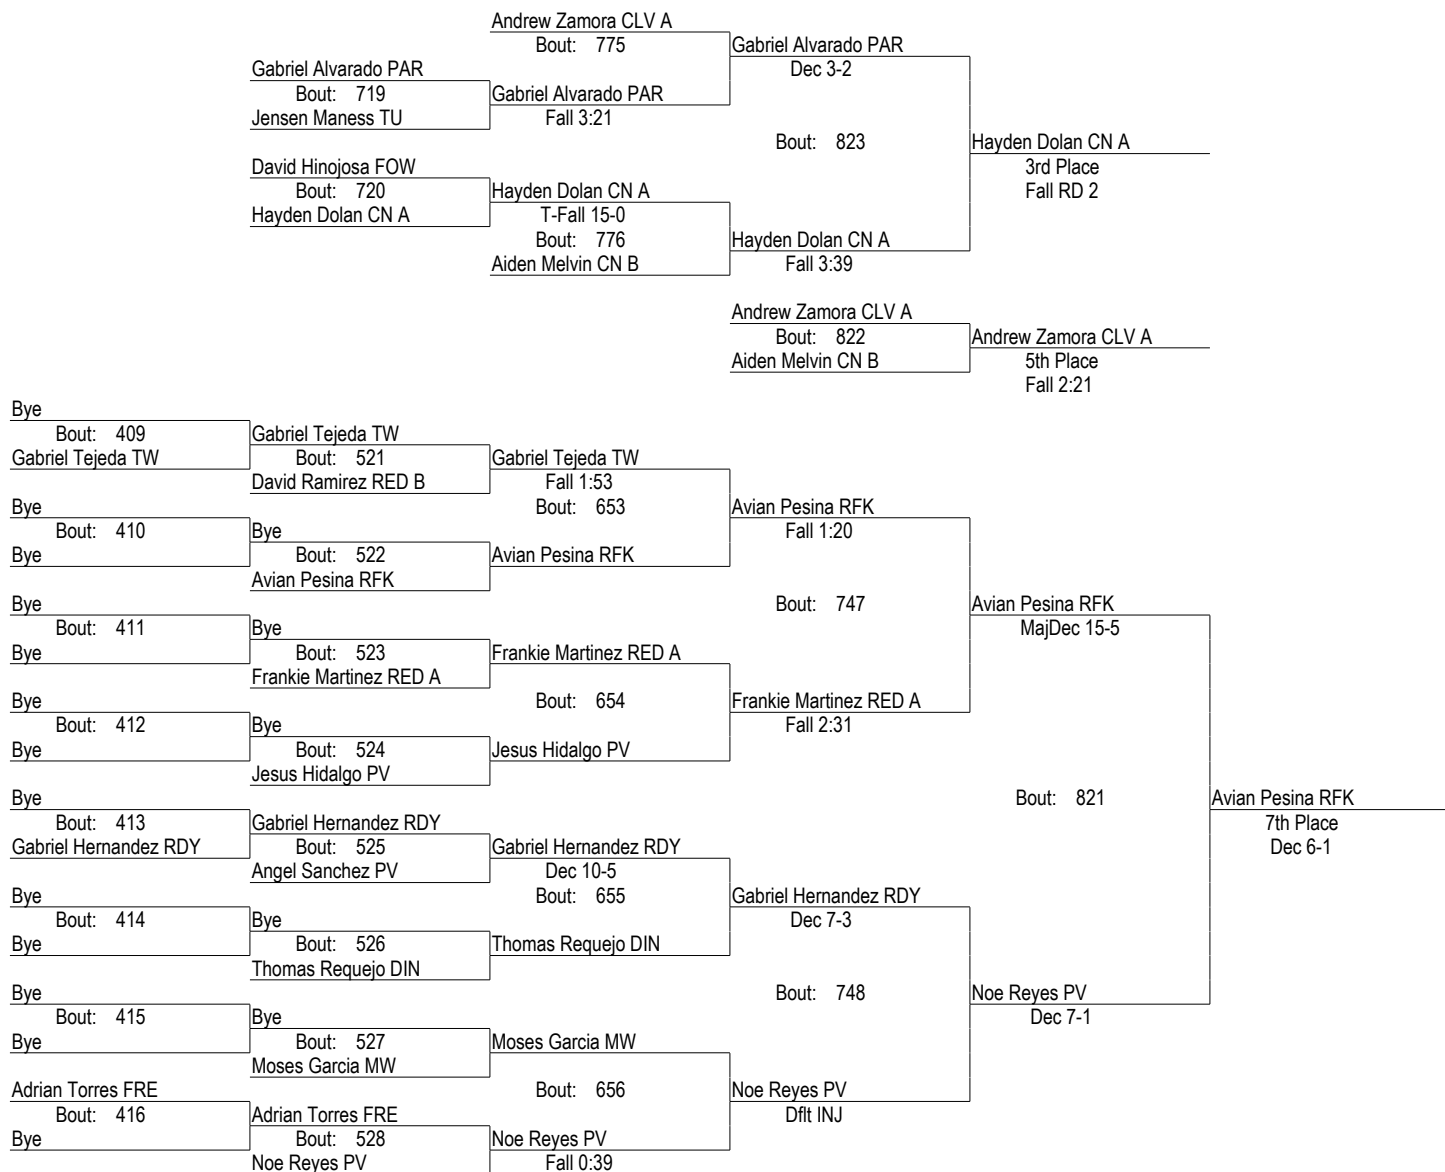 Andrew Zamora CLV A
Bout: 775
Gabriel Alvarado PAR
Gabriel Alvarado PAR
Dec 3-2
Bout: 719
Gabriel Alvarado PAR
Jensen Maness TU
Fall 3:21
Bout: 823
Hayden Dolan CN A
David Hinojosa FOW
3rd Place
Bout: 720
Hayden Dolan CN A
Fall RD 2
Hayden Dolan CN A
T-Fall 15-0
Bout: 776
Hayden Dolan CN A
Aiden Melvin CN B
Fall 3:39
Andrew Zamora CLV A
Bout: 822
Andrew Zamora CLV A
Aiden Melvin CN B
5th Place
Fall 2:21
Bye
Bout: 409
Gabriel Tejeda TW
Gabriel Tejeda TW
Bout: 521
Gabriel Tejeda TW
David Ramirez RED B
Fall 1:53
Bye
Bout: 653
Avian Pesina RFK
Bout: 410
Bye
Fall 1:20
Bye
Bout: 522
Avian Pesina RFK
Avian Pesina RFK
Bye
Bout: 747
Avian Pesina RFK
Bout: 411
Bye
MajDec 15-5
Bye
Bout: 523
Frankie Martinez RED A
Frankie Martinez RED A
Bye
Bout: 654
Frankie Martinez RED A
Bout: 412
Bye
Fall 2:31
Bye
Bout: 524
Jesus Hidalgo PV
Jesus Hidalgo PV
Bye
Bout: 821
Avian Pesina RFK
Bout: 413
Gabriel Hernandez RDY
7th Place
Gabriel Hernandez RDY
Bout: 525
Gabriel Hernandez RDY
Dec 6-1
Angel Sanchez PV
Dec 10-5
Bye
Bout: 655
Gabriel Hernandez RDY
Bout: 414
Bye
Dec 7-3
Bye
Bout: 526
Thomas Requejo DIN
Thomas Requejo DIN
Bye
Bout: 748
Noe Reyes PV
Bout: 415
Bye
Dec 7-1
Bye
Bout: 527
Moses Garcia MW
Moses Garcia MW
Adrian Torres FRE
Bout: 656
Noe Reyes PV
Bout: 416
Adrian Torres FRE
Dflt INJ
Bye
Bout: 528
Noe Reyes PV
Noe Reyes PV
Fall 0:39